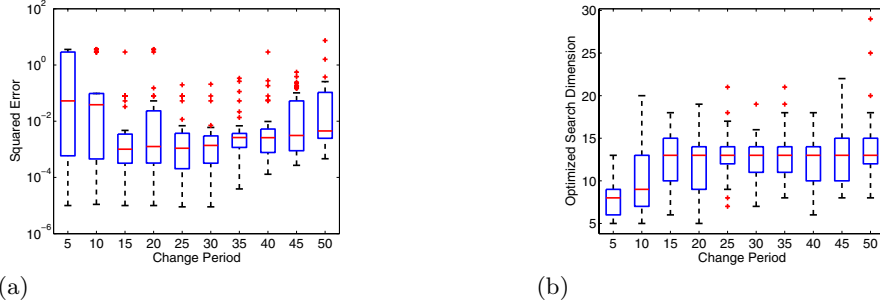 10^2
10^0
10^−2
10^−4
10^−6
Squared Error
5 10 15 20 25 30 35 40 45 50
Change Period
(a)
30
25
20
15
10
5
Optimized Search Dimension
5 10 15 20 25 30 35 40 45 50
Change Period
(b)